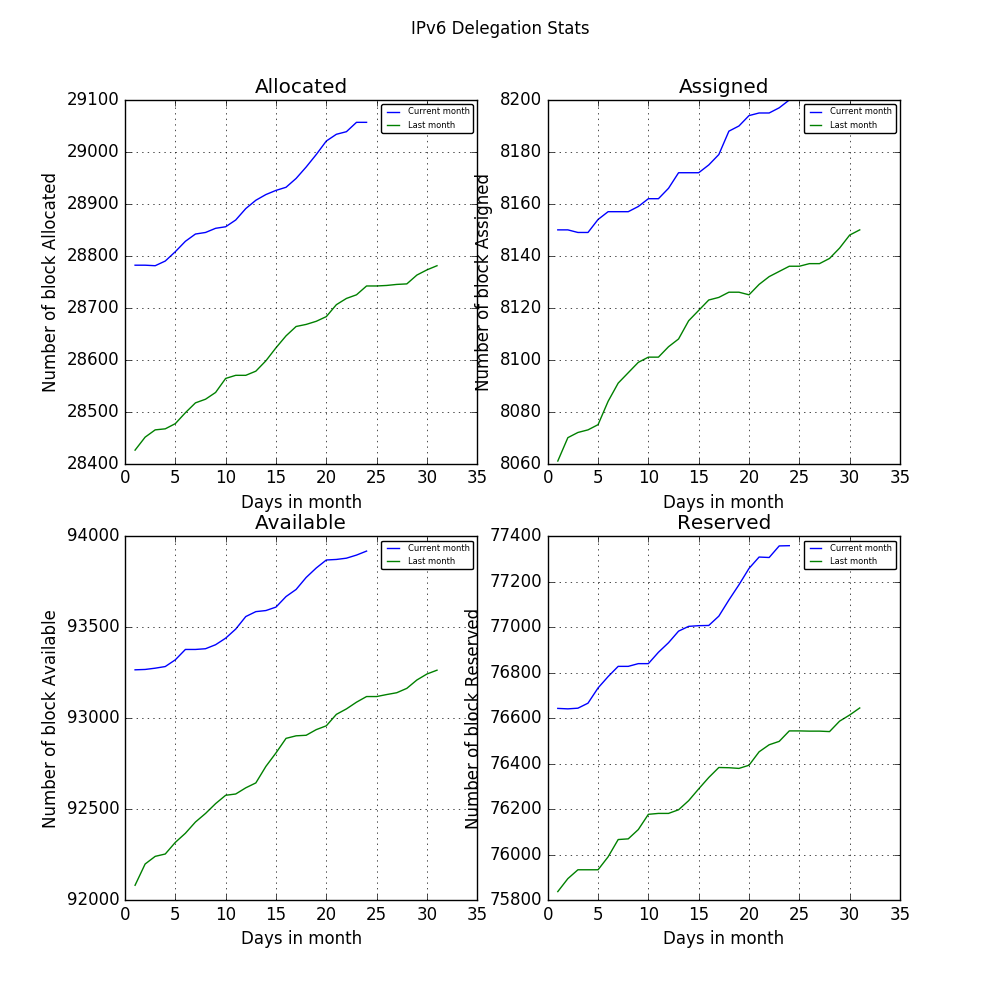 IPv6 Delegation Stats
Allocated
29100
29000
28900
28800
28700
28600
28500
28400
0 5 10 15 20 25 30 35
Number of block Allocated
Days in month
Current month
Last month
Assigned
8200
8180
8160
8140
8120
8100
8080
8060
0 5 10 15 20 25 30 35
Number of block Assigned
Days in month
Current month
Last month
Available
94000
93500
93000
92500
92000
0 5 10 15 20 25 30 35
Number of block Available
Days in month
Current month
Last month
Reserved
77400
77200
77000
76800
76600
76400
76200
76000
75800
0 5 10 15 20 25 30 35
Number of block Reserved
Days in month
Current month
Last month